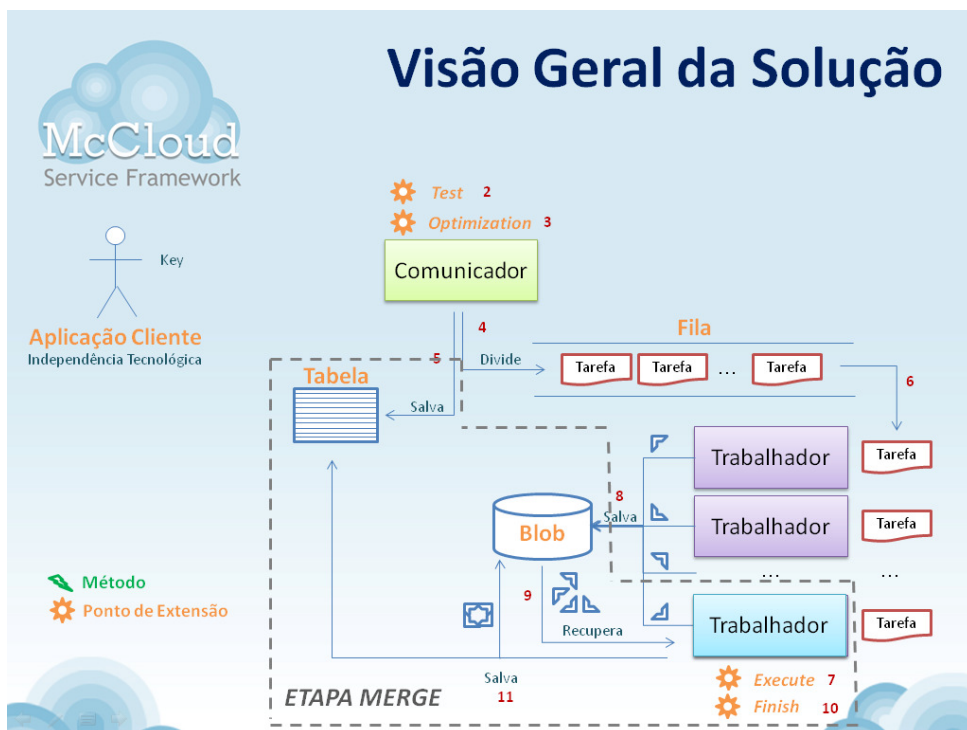 Visão Geral da Solução
McCloud
Service Framework
Test 2
Optimization 3
Comunicador
Key
Aplicação Cliente
Independência Tecnológica
4
5
Divide
Fila
Tarefa
Tarefa
...
Tarefa
6
Tabela
Salva
Trabalhador
Tarefa
8
Salva
Blob
Trabalhador
Tarefa
...
...
Método
Ponto de Extensão
9
Recupera
Trabalhador
Tarefa
Salva
11
ETAPA MERGE
Execute 7
Finish 10